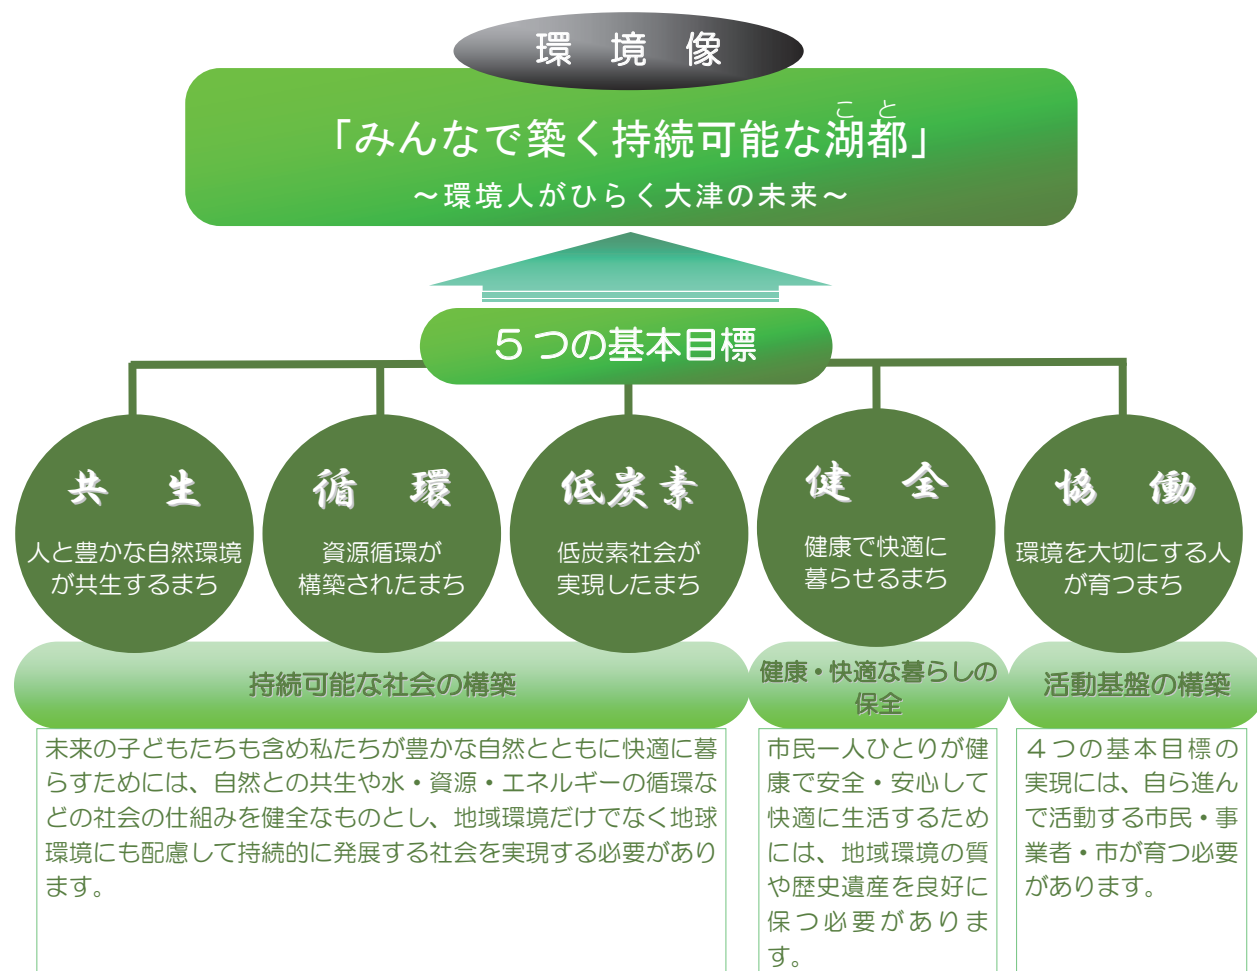 環 境 像
こ と
「みんなで築く持続可能な湖都」
～環境人がひらく大津の未来～
５つの基本目標
共 生
人と豊かな自然環境
が共生するまち
循 環
資源循環が
構築されたまち
低炭素
低炭素社会が
実現したまち
健 全
健康で快適に
暮らせるまち
協 働
環境を大切にする人
が育つまち
持続可能な社会の構築
未来の子どもたちも含め私たちが豊かな自然とともに快適に暮
らすためには、自然との共生や水・資源・エネルギーの循環な
どの社会の仕組みを健全なものとし、地域環境だけでなく地球
環境にも配慮して持続的に発展する社会を実現する必要があり
ます。
健康・快適な暮らしの
保全
市民一人ひとりが健
康で安全・安心して
快適に生活するため
には、地域環境の質
や歴史遺産を良好に
保つ必要がありま
す。
活動基盤の構築
４つの基本目標の
実現には、自ら進ん
で活動する市民・事
業者・市が育つ必要
があります。